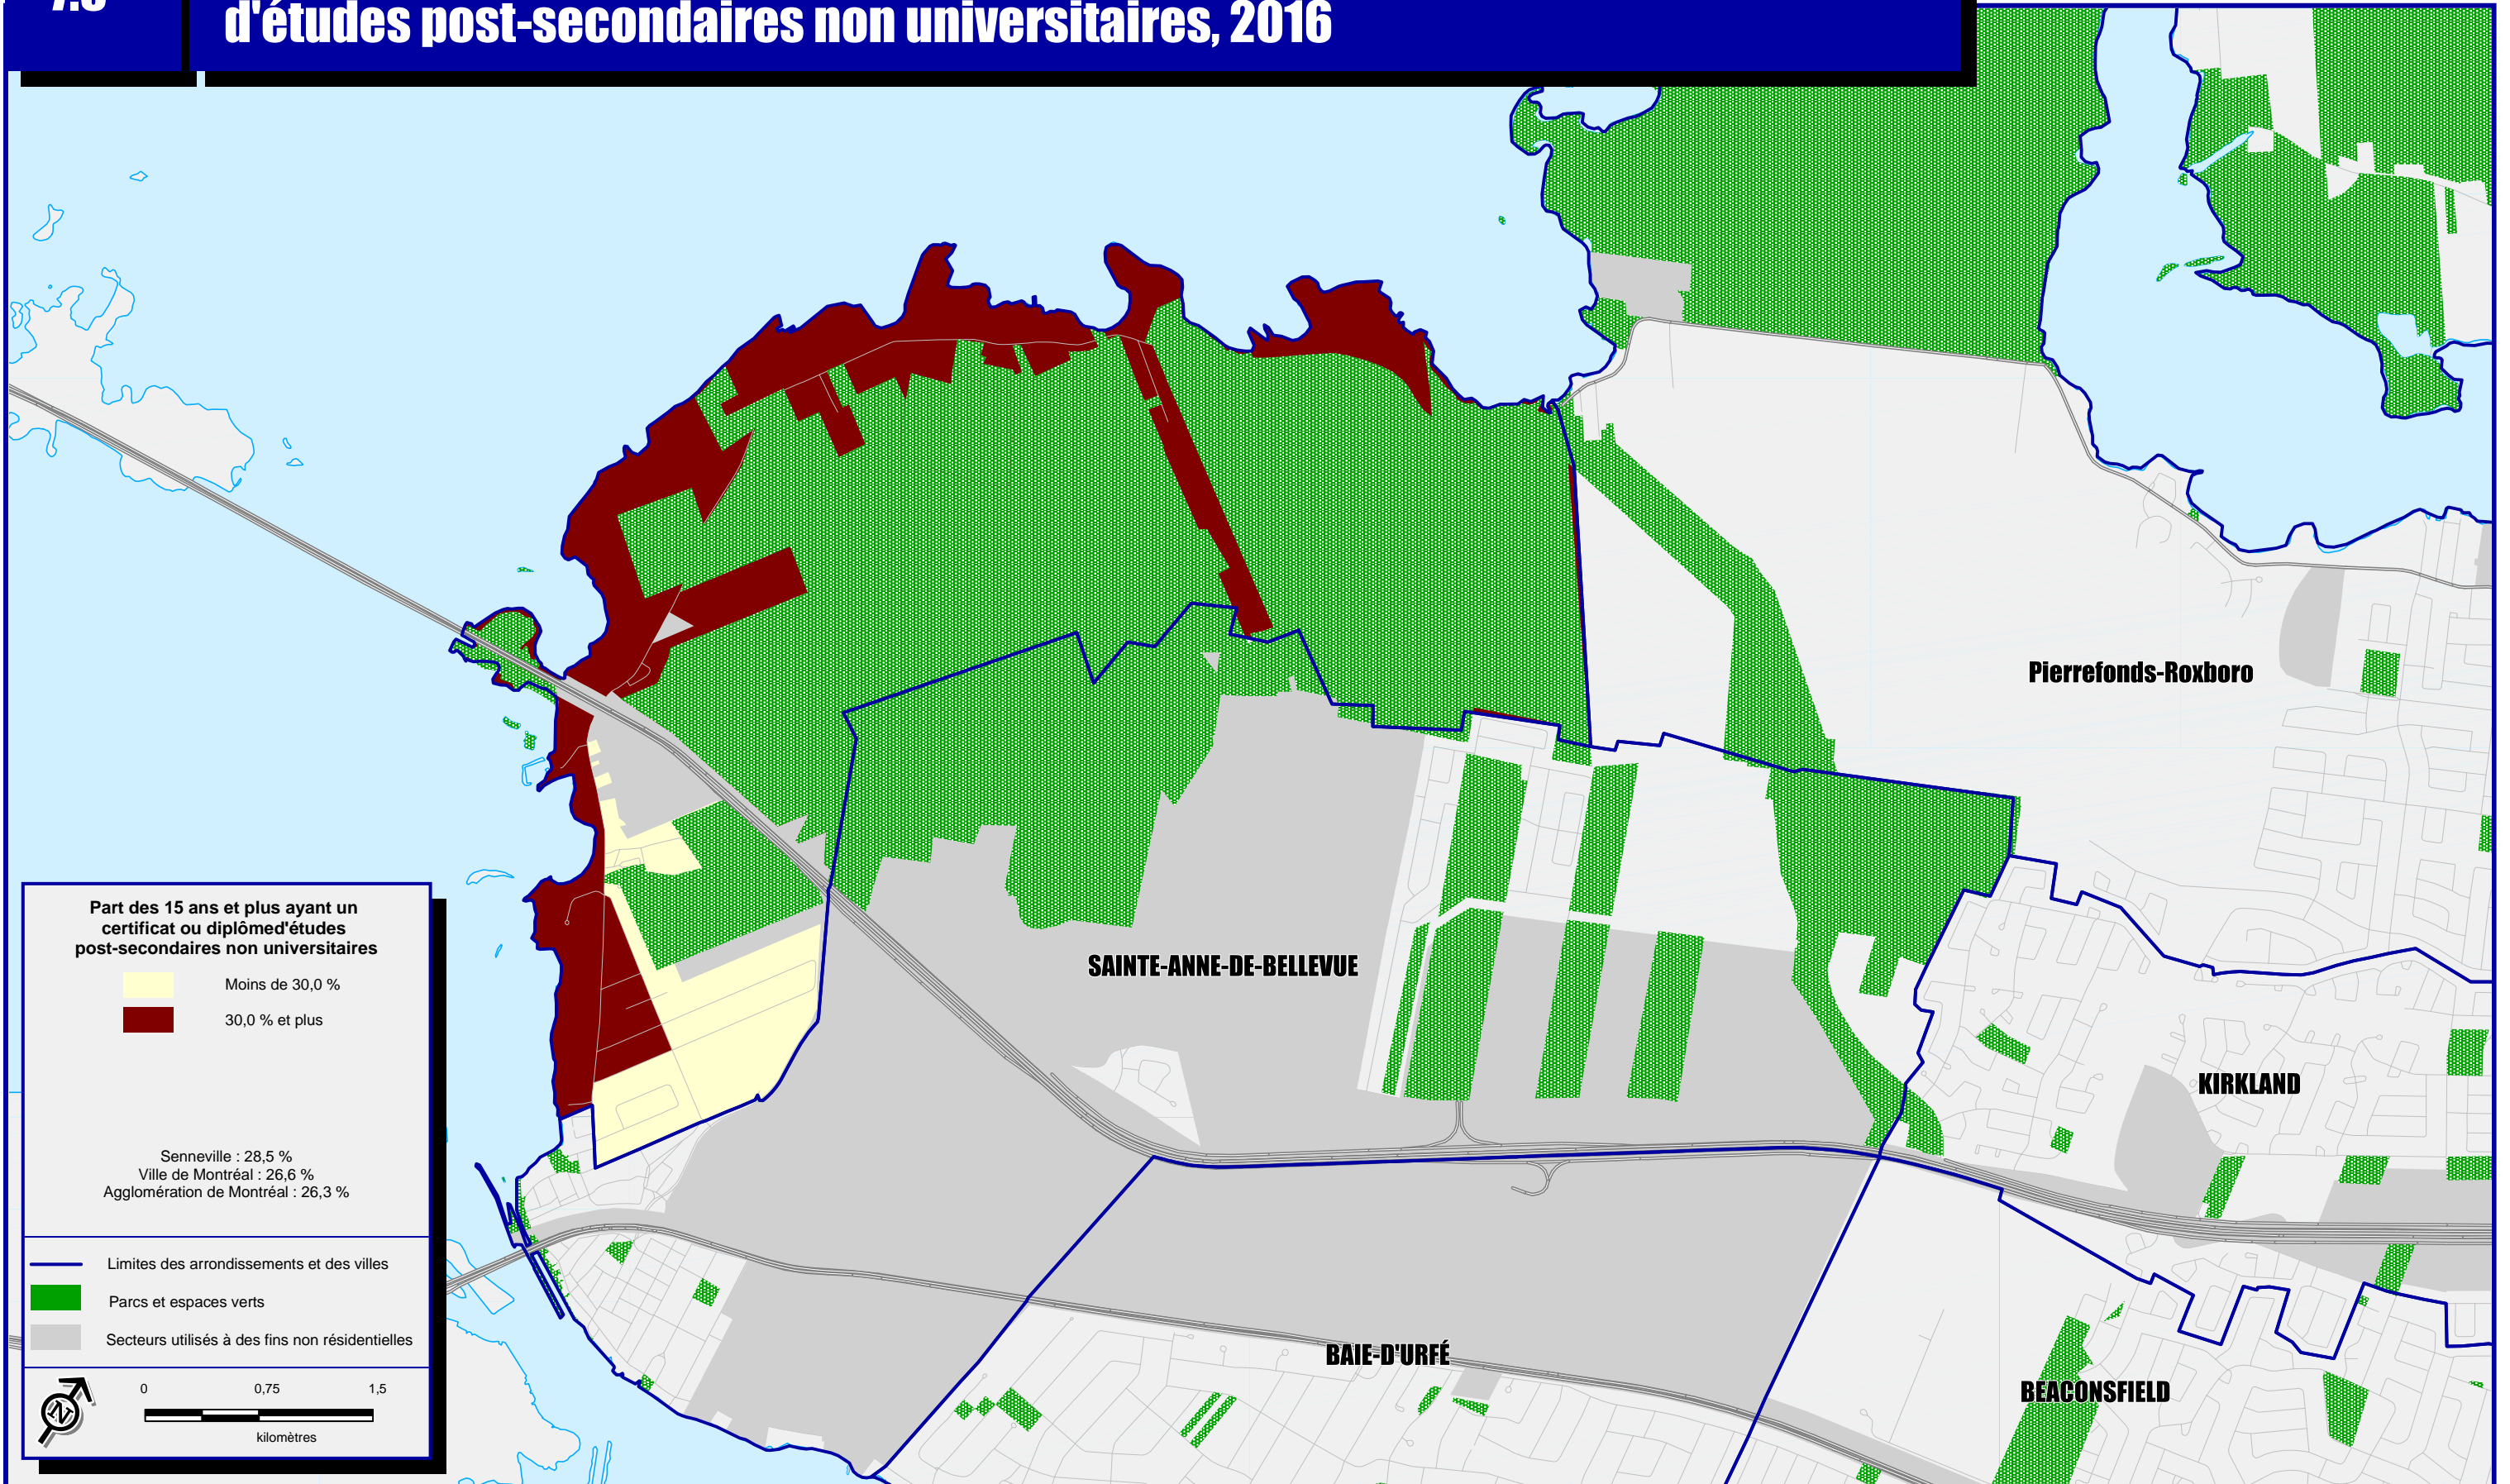 d'études post-secondaires non universitaires, 2016
Pierrefonds-Roxboro
SAINTE-ANNE-DE-BELLEVUE
KIRKLAND
BAIE-D'URFÉ
BEACONSFIELD
Part des 15 ans et plus ayant un
certificat ou diplômed'études
post-secondaires non universitaires
Moins de 30,0 %
30,0 % et plus
Senneville : 28,5 %
Ville de Montréal : 26,6 %
Agglomération de Montréal : 26,3 %
Limites des arrondissements et des villes
Parcs et espaces verts
Secteurs utilisés à des fins non résidentielles
N
0 0,75 1,5
kilomètres